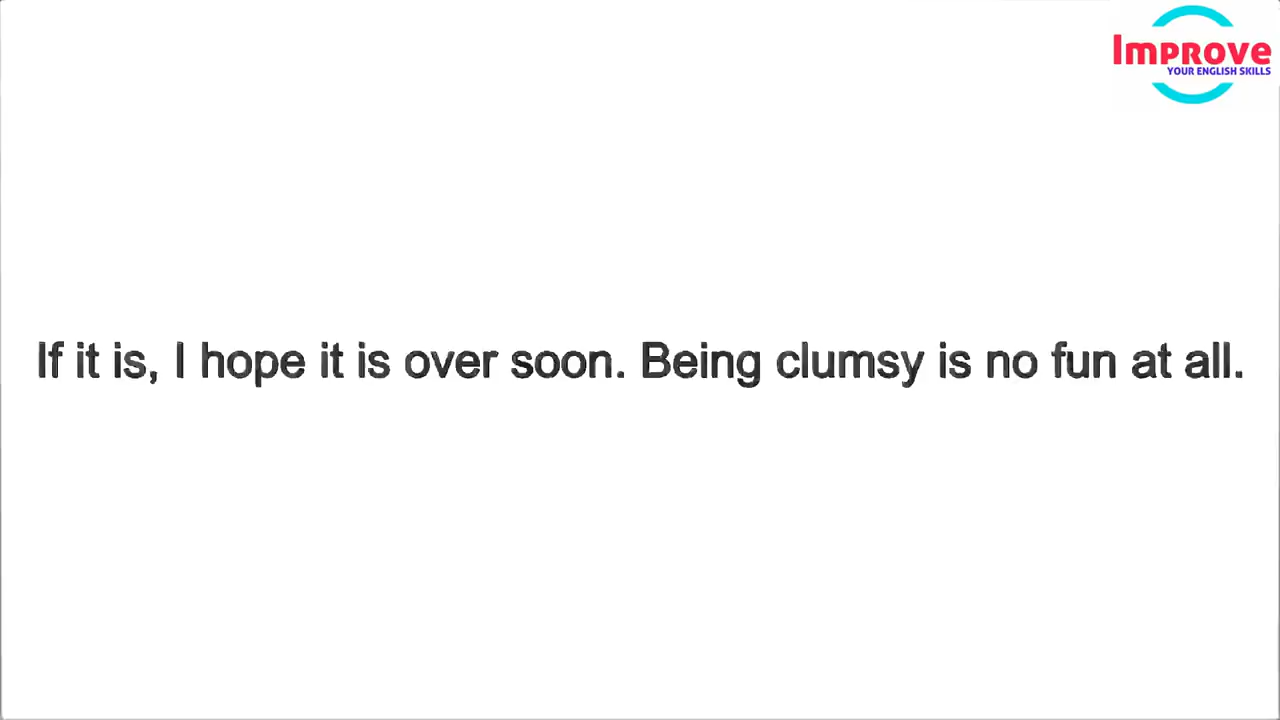 Improve
YOUR ENGLISH SKILLS
If it is, I hope it is over soon. Being clumsy is no fun at all.